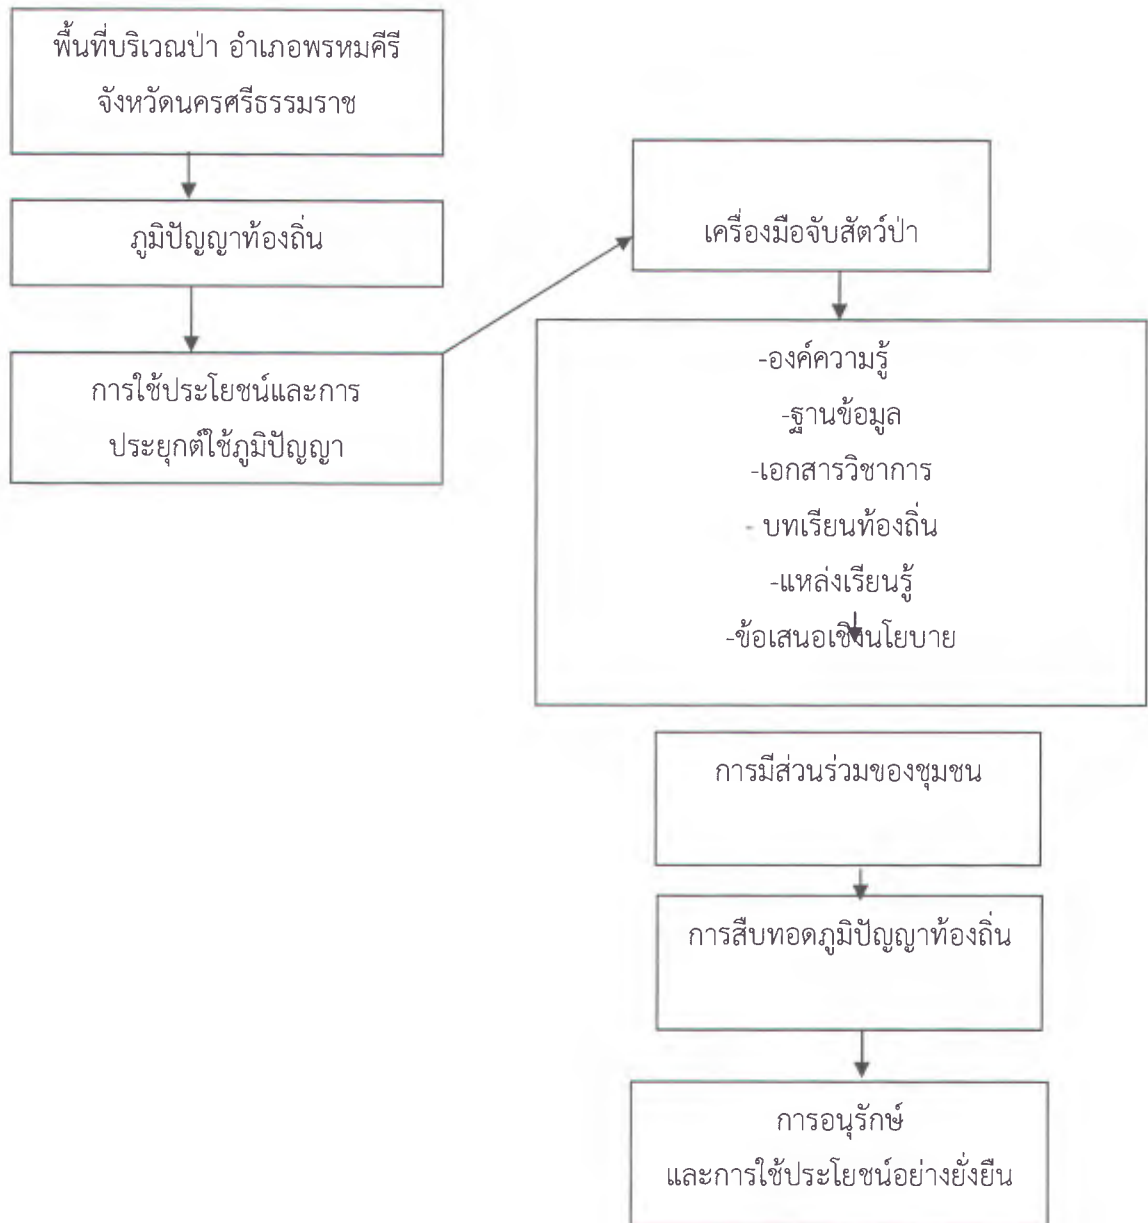 พื้นที่บริเวณป่า อำเภอพรหมคีรี
จังหวัดนครศรีธรรมราช
ภูมิปัญญาท้องถิ่น
การใช้ประโยชน์และการ
ประยุกต์ใช้ภูมิปัญญา
เครื่องมือจับสัตว์ป่า
-องค์ความรู้
-ฐานข้อมูล
-เอกสารวิชาการ
- บทเรียนท้องถิ่น
-แหล่งเรียนรู้
-ข้อเสนอเชิงนโยบาย
การมีส่วนร่วมของชุมชน
การสืบทอดภูมิปัญญาท้องถิ่น
การอนุรักษ์
และการใช้ประโยชน์อย่างยั่งยืน